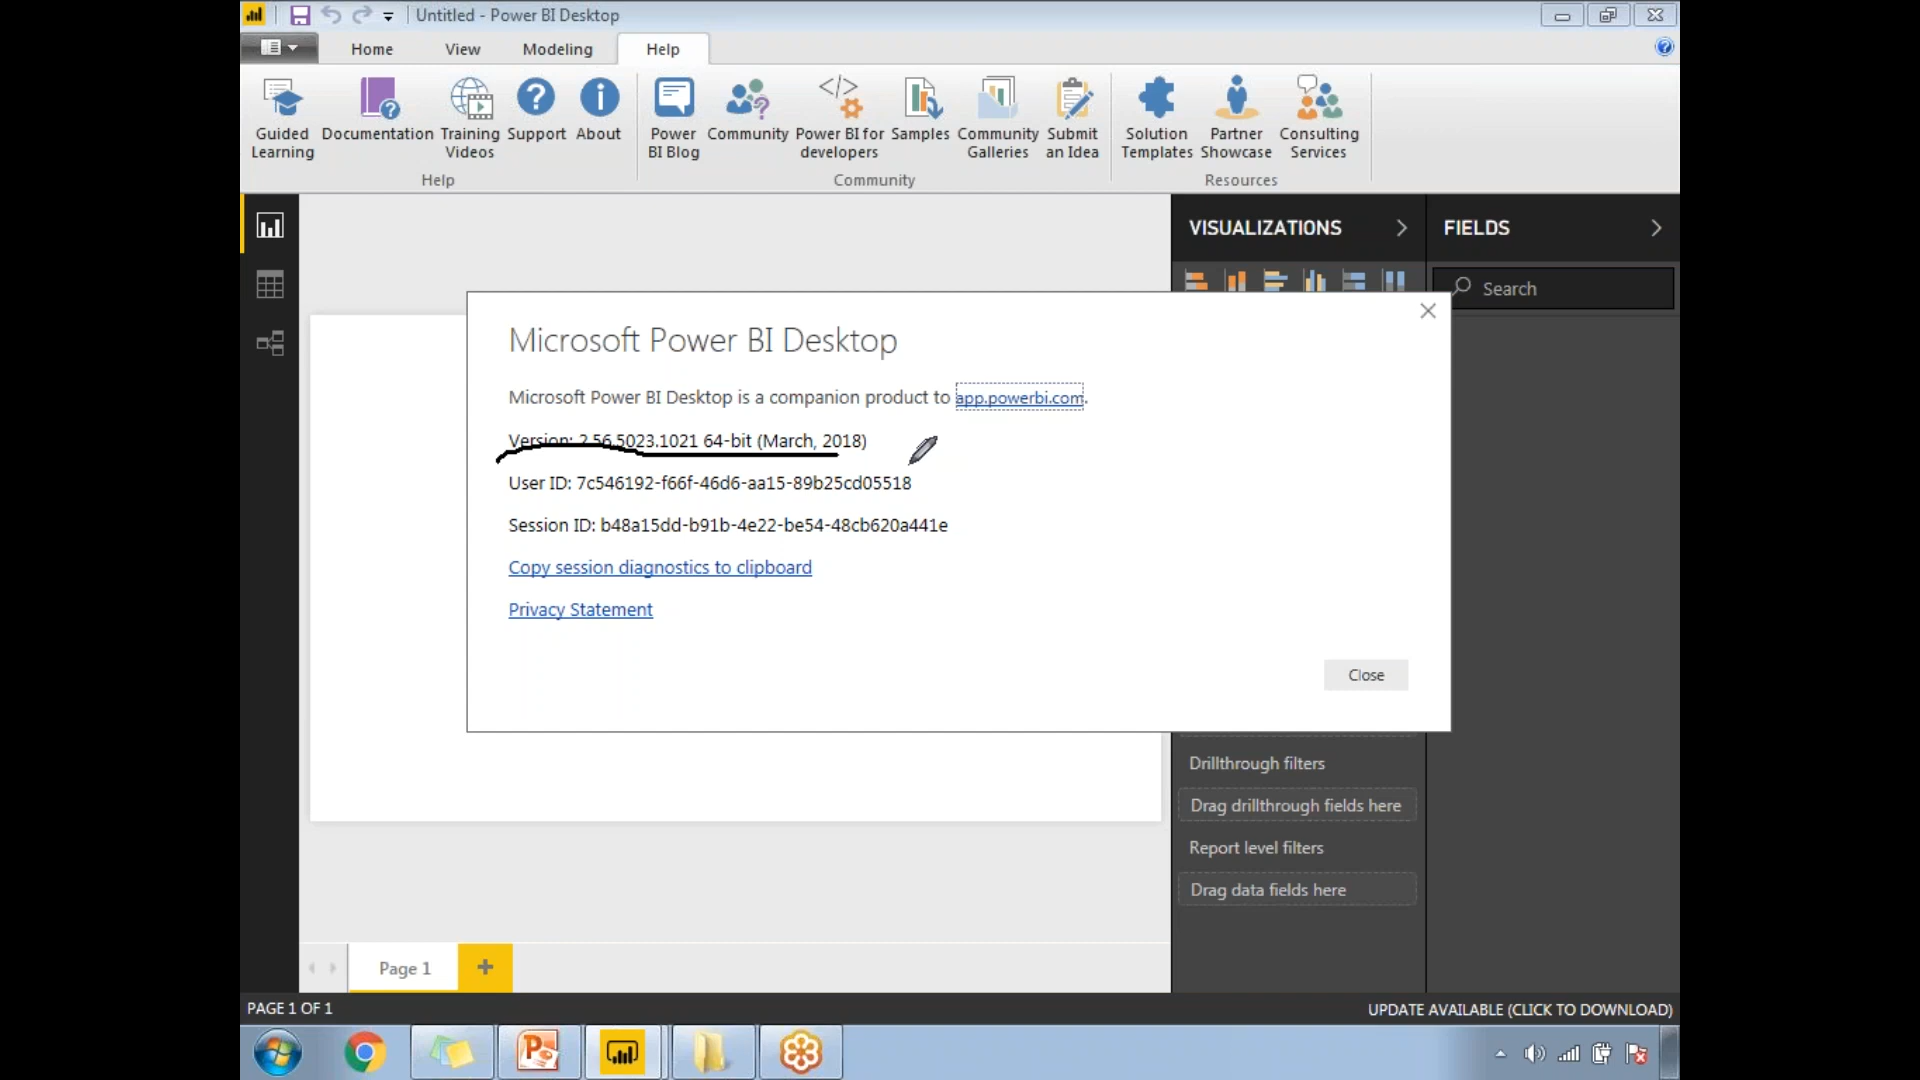 Untitled - Power BI Desktop
Home View Modeling Help
Guided Learning
Documentation
Training Videos
Support
About
Power BI Blog
Community
Power BI for developers
Samples
Community Galleries
Submit an Idea
Solution Templates
Partner Showcase
Consulting Services
Help
Community
Resources
VISUALIZATIONS
FIELDS
Search
Microsoft Power BI Desktop
Microsoft Power BI Desktop is a companion product to app.powerbi.com.
Version: 2.56.5023.1021 64-bit (March, 2018)
User ID: 7c546192-f66f-46d6-aa15-89b25cd05518
Session ID: b48a15dd-b91b-4e22-be54-48cb620a441e
Copy session diagnostics to clipboard
Privacy Statement
Close
Drillthrough filters
Drag drillthrough fields here
Report level filters
Drag data fields here
Page 1
PAGE 1 OF 1
UPDATE AVAILABLE (CLICK TO DOWNLOAD)